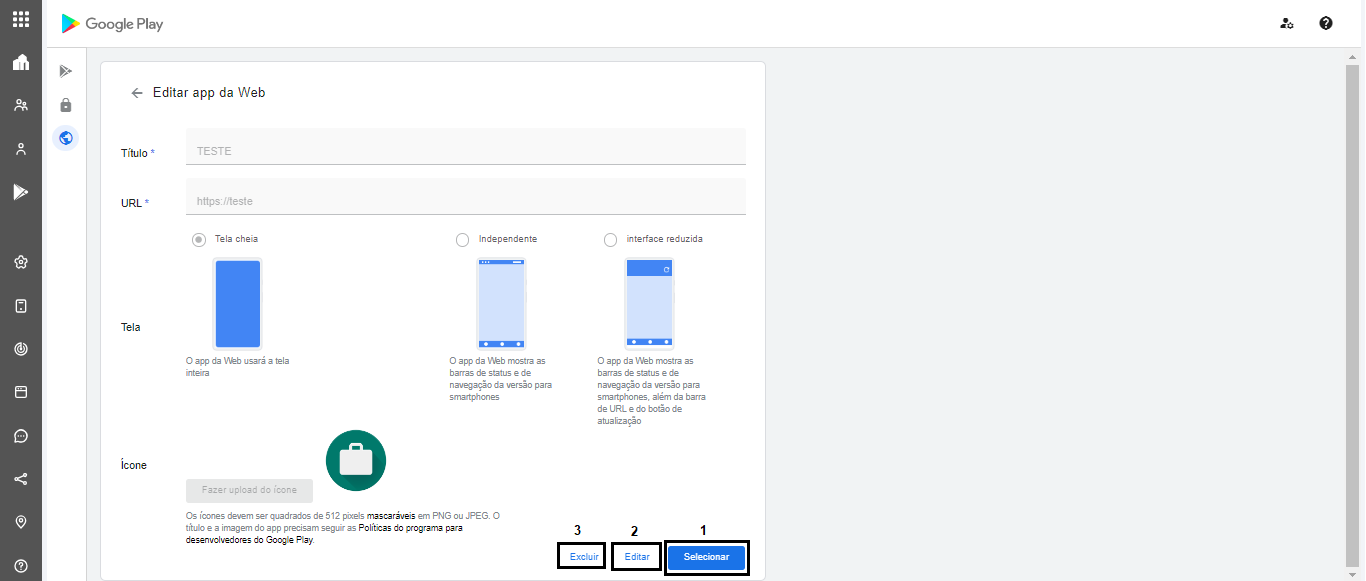 Google Play
Editar app da Web
Título *
TESTE
URL *
https://teste
Tela cheia
Independente
interface reduzida
Tela
O app da Web usará a tela
inteira
O app da Web mostra as
barras de status e de
navegação da versão para
smartphones
O app da Web mostra as
barras de status e de
navegação da versão para
smartphones, além da barra
de URL e do botão de
atualização
Ícone
Fazer upload do ícone
Os ícones devem ser quadrados de 512 pixels mascaráveis em PNG ou JPEG. O
título e a imagem do app precisam seguir as Políticas do programa para
desenvolvedores do Google Play.
3 2 1
Excluir Editar Selecionar